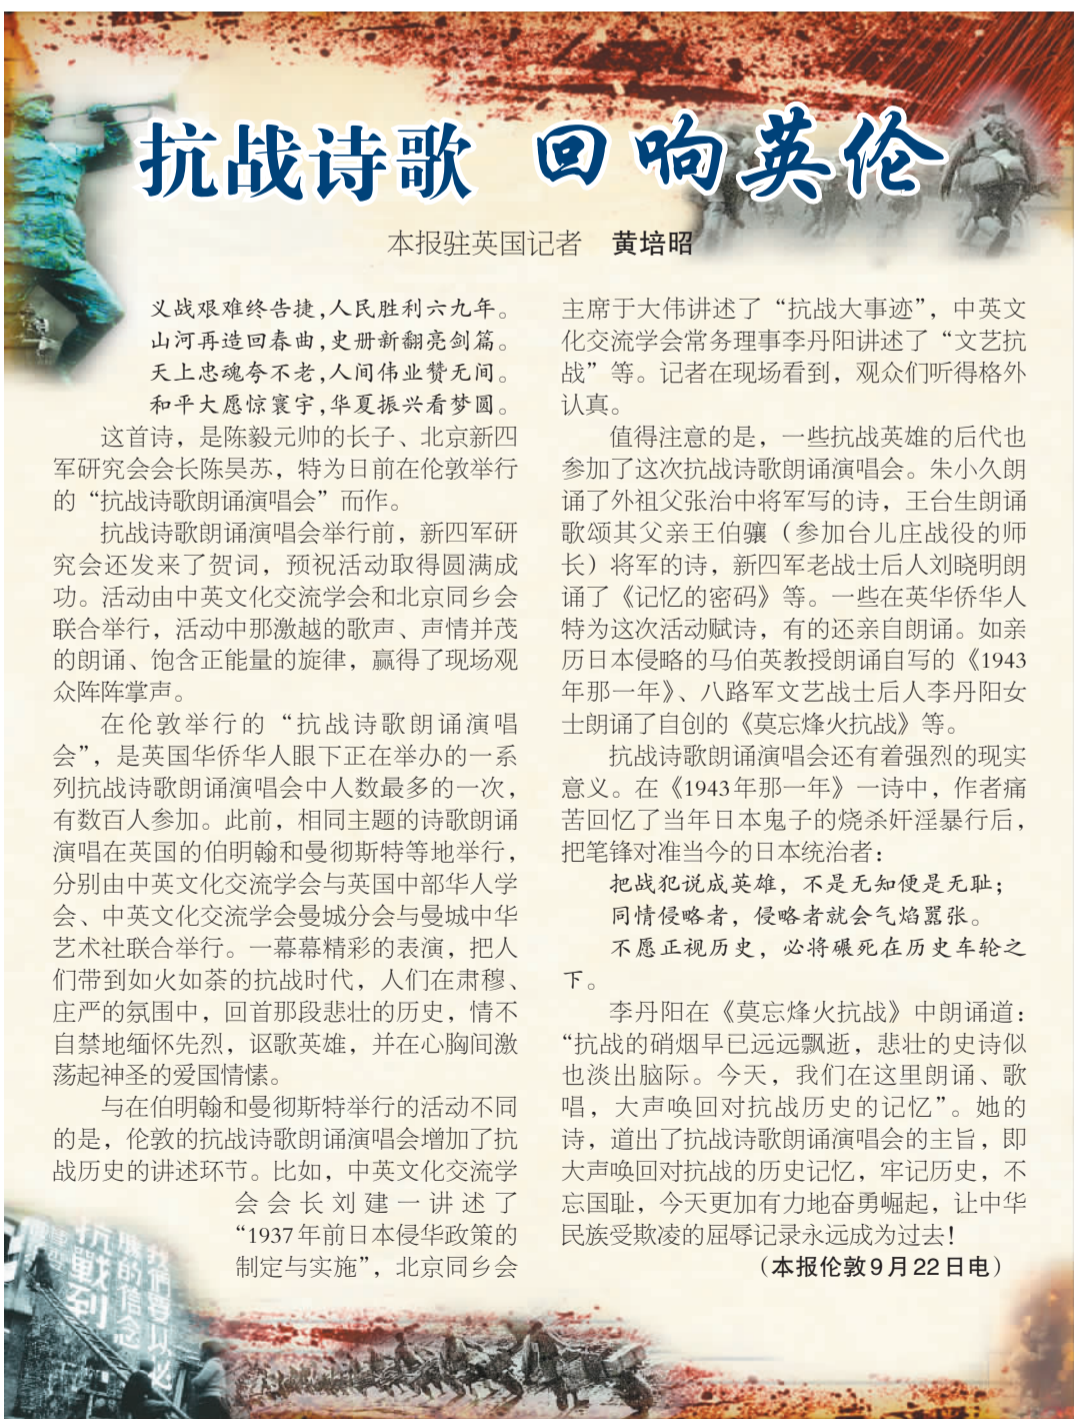 抗战诗歌 回响英伦
本报驻英国记者 黄培昭
义战艰难终告捷,人民胜利六九年。
山河再造回春曲,史册新翻亮剑篇。
天上忠魂夸不老,人间伟业赞无间。
和平大愿惊寰宇,华夏振兴看梦圆。
这首诗，是陈毅元帅的长子、北京新四
军研究会会长陈昊苏，特为日前在伦敦举行
的“抗战诗歌朗诵演唱会”而作。
抗战诗歌朗诵演唱会举行前，新四军研
究会还发来了贺词，预祝活动取得圆满成
功。活动由中英文化交流学会和北京同乡会
联合举行，活动中那激越的歌声、声情并茂
的朗诵、饱含正能量的旋律，赢得了现场观
众阵阵掌声。
在伦敦举行的“抗战诗歌朗诵演唱
会”，是英国华侨华人眼下正在举办的一系
列抗战诗歌朗诵演唱会中人数最多的一次，
有数百人参加。此前，相同主题的诗歌朗诵
演唱在英国的伯明翰和曼彻斯特等地举行，
分别由中英文化交流学会与英国中部华人学
会、中英文化交流学会曼城分会与曼城中华
艺术社联合举行。一幕幕精彩的表演，把人
们带到如火如荼的抗战时代，人们在肃穆、
庄严的氛围中，回首那段悲壮的历史，情不
自禁地缅怀先烈，讴歌英雄，并在心胸间激
荡起神圣的爱国情愫。
与在伯明翰和曼彻斯特举行的活动不同
的是，伦敦的抗战诗歌朗诵演唱会增加了抗
战历史的讲述环节。比如，中英文化交流学
会会长刘建一讲述了
“1937年前日本侵华政策的
制定与实施”，北京同乡会
主席于大伟讲述了“抗战大事迹”，中英文
化交流学会常务理事李丹阳讲述了“文艺抗
战”等。记者在现场看到，观众们听得格外
认真。
值得注意的是，一些抗战英雄的后代也
参加了这次抗战诗歌朗诵演唱会。朱小久朗
诵了外祖父张治中将军写的诗，王台生朗诵
歌颂其父亲王伯骧（参加台儿庄战役的师
长）将军的诗，新四军老战士后人刘晓明朗
诵了《记忆的密码》等。一些在英华侨华人
特为这次活动赋诗，有的还亲自朗诵。如亲
历日本侵略的马伯英教授朗诵自写的《1943
年那一年》、八路军文艺战士后人李丹阳女
士朗诵了自创的《莫忘烽火抗战》等。
抗战诗歌朗诵演唱会还有着强烈的现实
意义。在《1943年那一年》一诗中，作者痛
苦回忆了当年日本鬼子的烧杀奸淫暴行后，
把笔锋对准当今的日本统治者：
把战犯说成英雄，不是无知便是无耻；
同情侵略者，侵略者就会气焰嚣张。
不愿正视历史，必将碾死在历史车轮之
下。
李丹阳在《莫忘烽火抗战》中朗诵道：
“抗战的硝烟早已远远飘逝，悲壮的史诗似
也淡出脑际。今天，我们在这里朗诵、歌
唱，大声唤回对抗战历史的记忆”。她的
诗，道出了抗战诗歌朗诵演唱会的主旨，即
大声唤回对抗战的历史记忆，牢记历史，不
忘国耻，今天更加有力地奋勇崛起，让中华
民族受欺凌的屈辱记录永远成为过去！
（本报伦敦9月22日电）
我們要以必
的信念
抗戰到